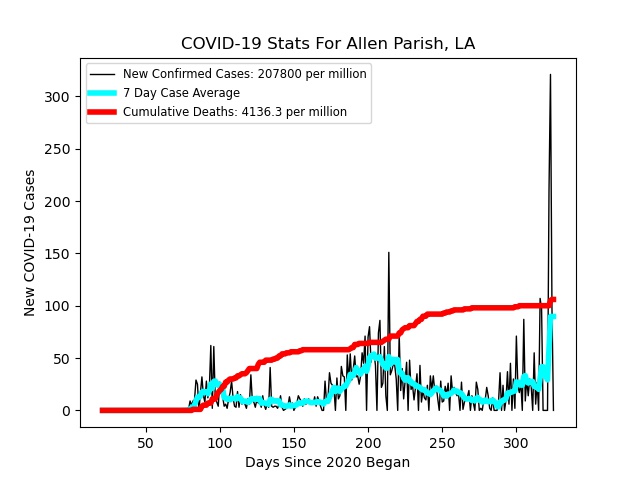 COVID-19 Stats For Allen Parish, LA
New Confirmed Cases: 207800 per million
7 Day Case Average
Cumulative Deaths: 4136.3 per million
New COVID-19 Cases
300
250
200
150
100
50
0
50 100 150 200 250 300
Days Since 2020 Began